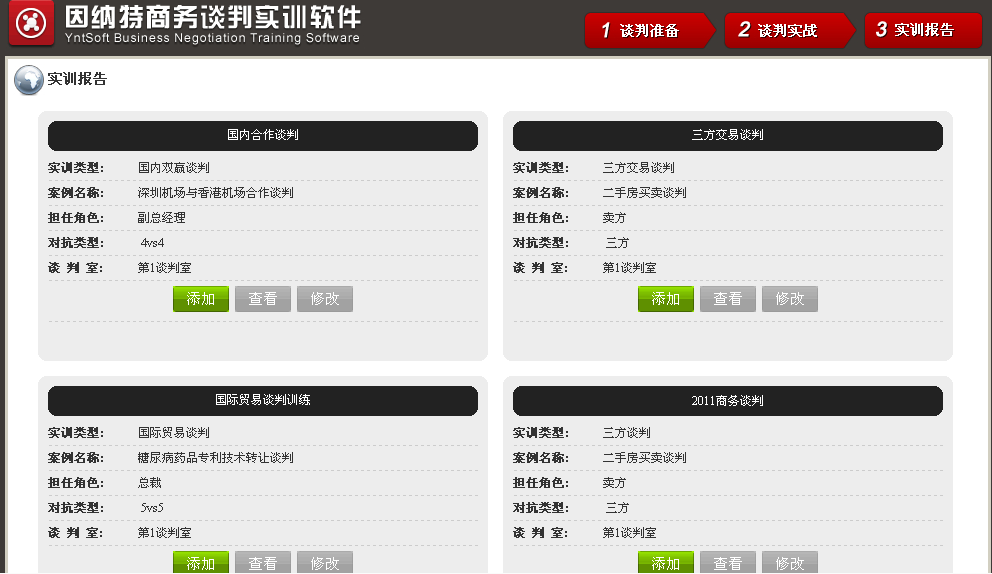 因纳特商务谈判实训软件
YntSoft Business Negotiation Training Software
1 谈判准备
2 谈判实战
3 实训报告
实训报告
国内合作谈判
实训类型: 国内双赢谈判
案例名称: 深圳机场与香港机场合作谈判
担任角色: 副总经理
对抗类型: 4vs4
谈 判 室: 第1谈判室
添加 查看 修改
三方交易谈判
实训类型: 三方交易谈判
案例名称: 二手房买卖谈判
担任角色: 卖方
对抗类型: 三方
谈 判 室: 第1谈判室
添加 查看 修改
国际贸易谈判训练
实训类型: 国际贸易谈判
案例名称: 糖尿病药品专利技术转让谈判
担任角色: 总裁
对抗类型: 5vs5
谈 判 室: 第1谈判室
添加 查看 修改
2011商务谈判
实训类型: 三方谈判
案例名称: 二手房买卖谈判
担任角色: 卖方
对抗类型: 三方
谈 判 室: 第1谈判室
添加 查看 修改